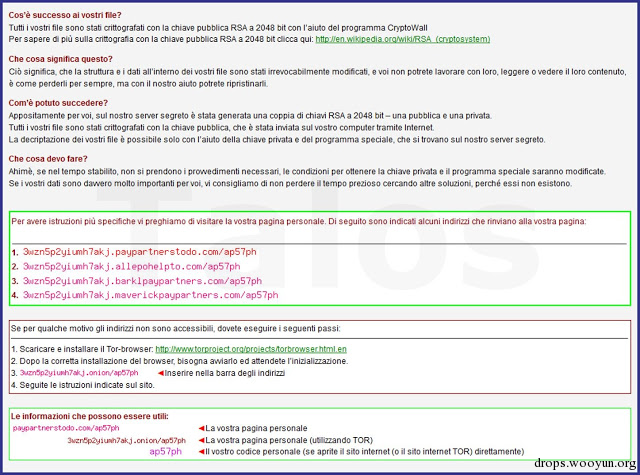 Cos'è successo ai vostri file?
Tutti i vostri file sono stati crittografati con la chiave pubblica RSA a 2048 bit con l'aiuto del programma CryptoWall
Per sapere di più sulla crittografia con la chiave pubblica RSA a 2048 bit clicca qui: http://en.wikipedia.org/wiki/RSA_(cryptosystem)
Che cosa significa questo?
Ciò significa, che la struttura e i dati all'interno dei vostri file sono stati irrevocabilmente modificati, e voi non potrete lavorare con loro, leggere o vedere il loro contenuto,
è come perderli per sempre, ma con il nostro aiuto potrete ripristinarli.
Com'è potuto succedere?
Appositamente per voi, sul nostro server segreto è stata generata una coppia di chiavi RSA a 2048 bit – una pubblica e una privata.
Tutti i vostri file sono stati crittografati con la chiave pubblica, che è stata inviata sul vostro computer tramite Internet.
La decriptazione dei vostri file è possibile solo con l'aiuto della chiave privata e del programma speciale, che si trovano sul nostro server segreto.
Che cosa devo fare?
Ahimè, se nel tempo stabilito, non si prendono i provvedimenti necessari, le condizioni per ottenere la chiave privata e il programma speciale saranno modificate.
Se i vostri dati sono davvero molto importanti per voi, vi consigliamo di non perdere il tempo prezioso cercando altre soluzioni, perché essi non esistono.
Talos
Per avere istruzioni più specifiche vi preghiamo di visitare la vostra pagina personale. Di seguito sono indicati alcuni indirizzi che rinviano alla vostra pagina:
1. 3wzn5p2yiumh7akj.paypartnerstodo.com/ap57ph
2. 3wzn5p2yiumh7akj.allepohelpto.com/ap57ph
3. 3wzn5p2yiumh7akj.barklpaypartners.com/ap57ph
4. 3wzn5p2yiumh7akj.maverickpaypartners.com/ap57ph
Se per qualche motivo gli indirizzi non sono accessibili, dovete eseguire i seguenti passi:
1. Scaricare e installare il Tor-browser: http://www.torproject.org/projects/torbrowser.html.en
2. Dopo la corretta installazione del browser, bisogna avviarlo ed attendete l'inizializzazione.
3. 3wzn5p2yiumh7akj.onion/ap57ph ◄Inserire nella barra degli indirizzi
4. Seguite le istruzioni indicate sul sito.
Le informazioni che possono essere utili:
paypartnerstodo.com/ap57ph ◄La vostra pagina personale
3wzn5p2yiumh7akj.onion/ap57ph ◄La vostra pagina personale (utilizzando TOR)
ap57ph ◄Il vostro codice personale (se aprite il sito internet (o il sito internet TOR) direttamente)
drops.wooyun.org